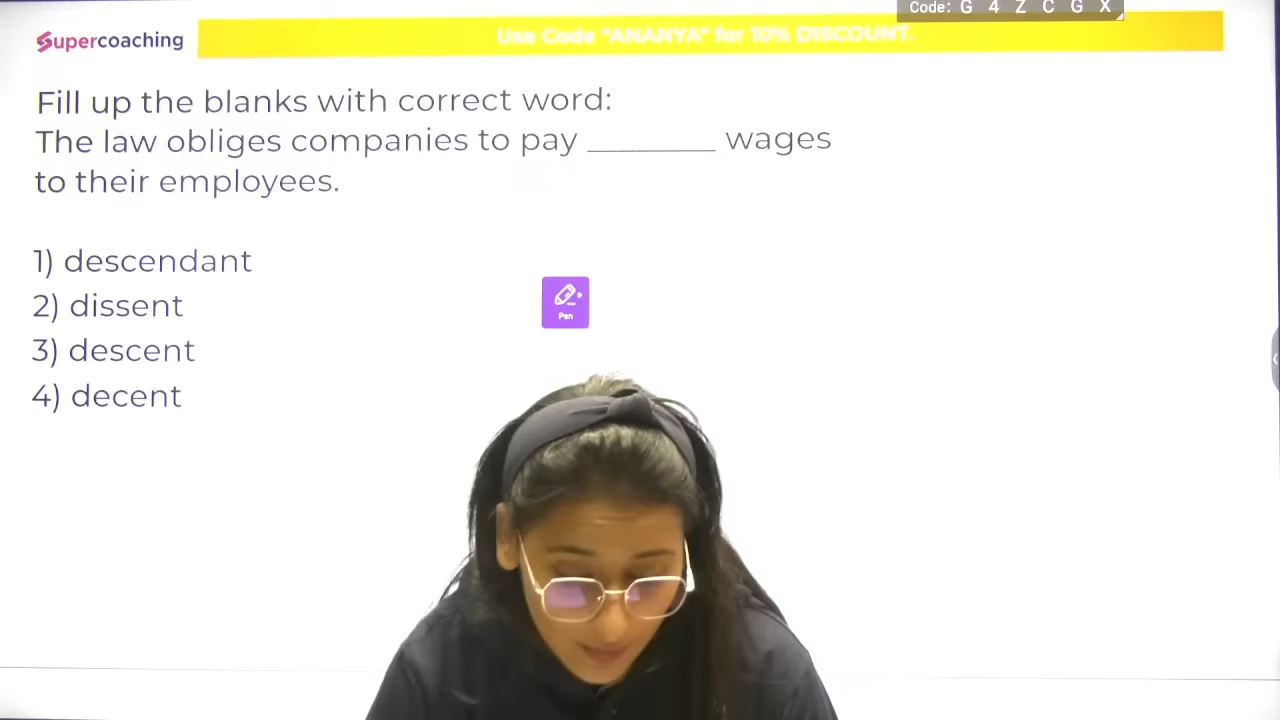 Code: G 4 Z C G X
Supercoaching
Use Code "ANANYA" for 10% DISCOUNT.
Fill up the blanks with correct word:
The law obliges companies to pay ________ wages
to their employees.
1) descendant
2) dissent
3) descent
4) decent
Pen